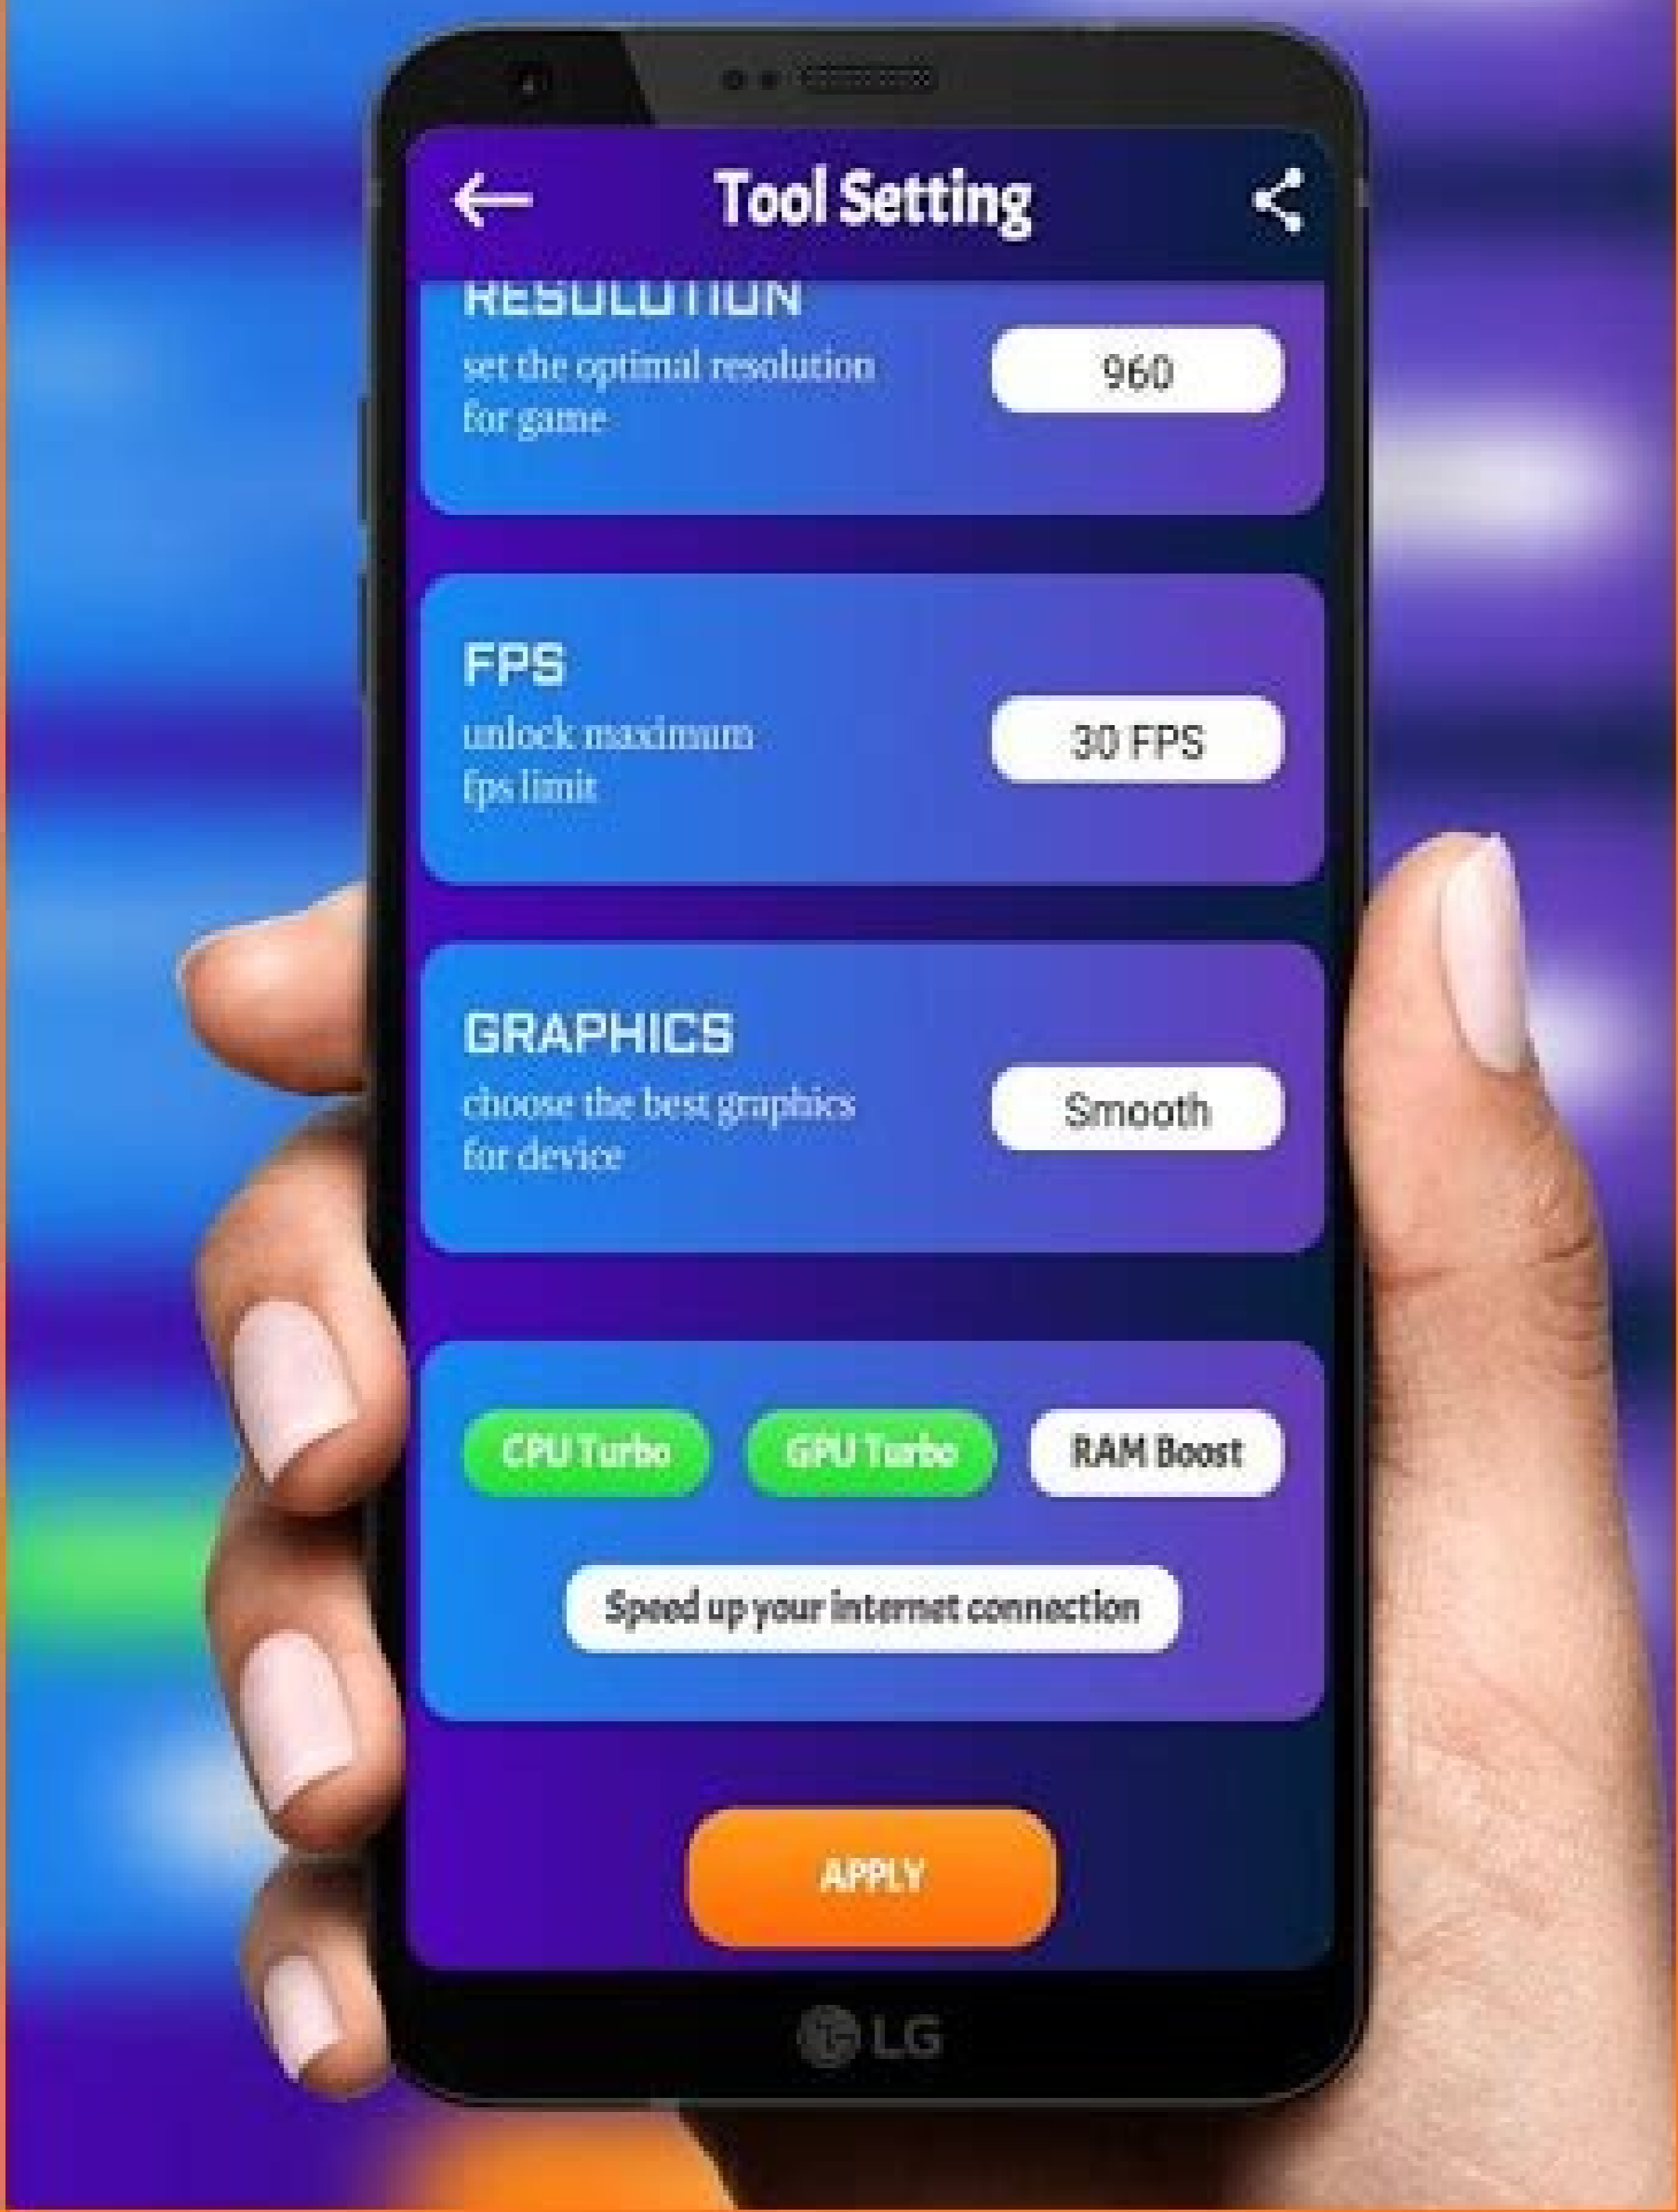 Tool Setting
RESOLUTION
set the optimal resolution
for game
960
FPS
unlock maximum
fps limit
30 FPS
GRAPHICS
choose the best graphics
for device
Smooth
CPU Turbo
GPU Turbo
RAM Boost
Speed up your internet connection
APPLY
LG